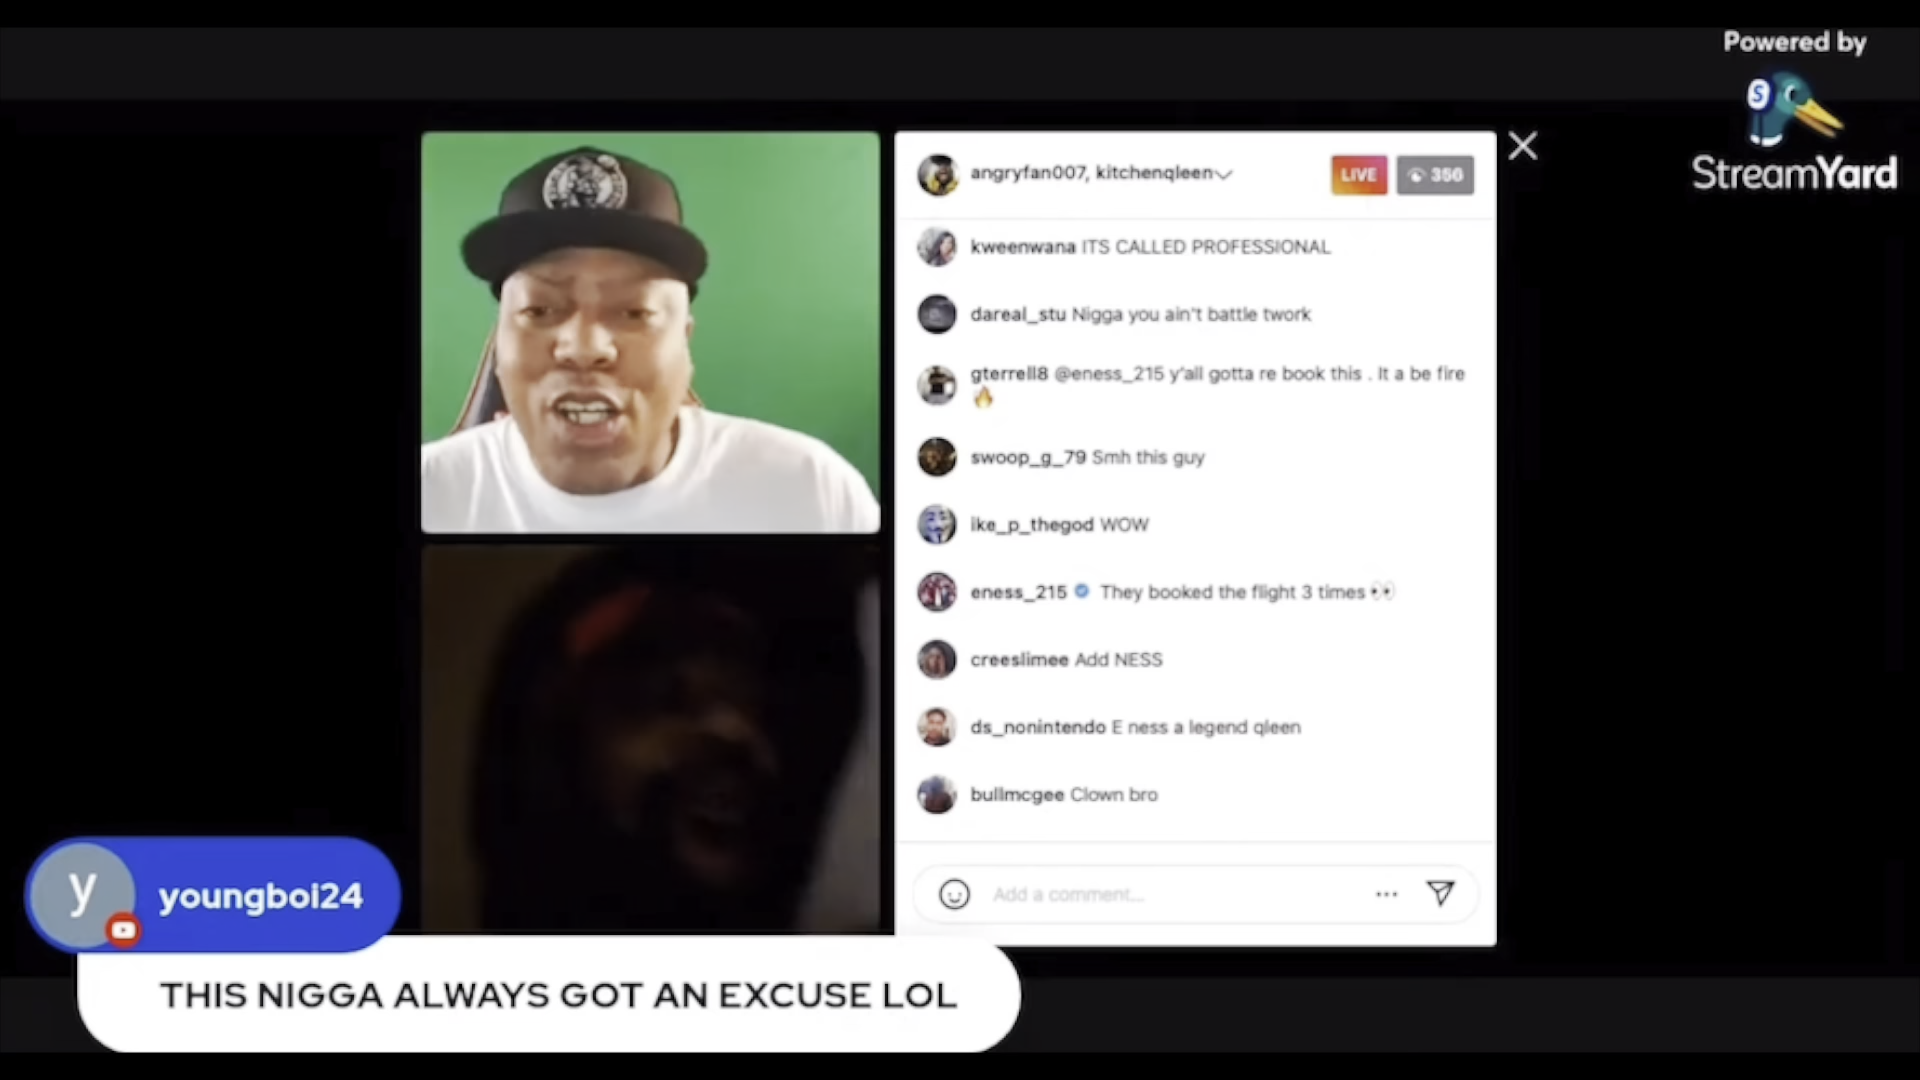 Powered by
S
StreamYard
angryfan007, kitchenqleen
LIVE
350
kweenwana ITS CALLED PROFESSIONAL
dareal_stu Nigga you ain't battle twork
gterrell8 @eness_215 y'all gotta re book this . It a be fire
🔥
swoop_g_79 Smh this guy
ike_p_thegod WOW
eness_215 They booked the flight 3 times 👀
creeslimee Add NESS
ds_nonintendo E ness a legend qleen
bullmcgee Clown bro
Add a comment...
y
youngboi24
THIS NIGGA ALWAYS GOT AN EXCUSE LOL